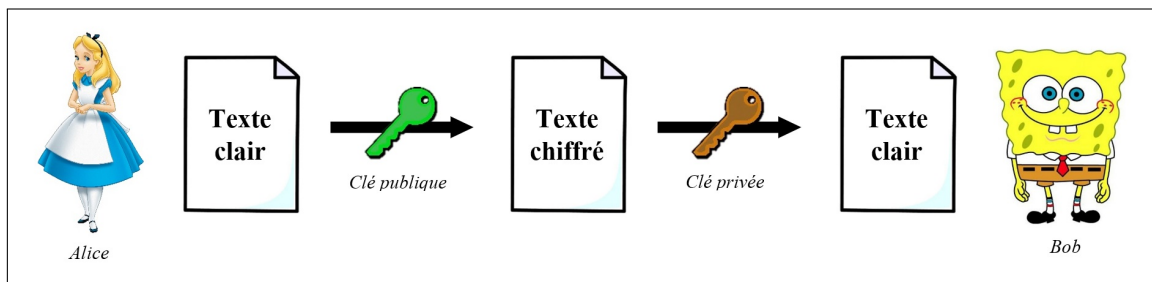 Texte
clair
Texte
chiffré
Texte
clair
Clé publique
Clé privée
Alice
Bob